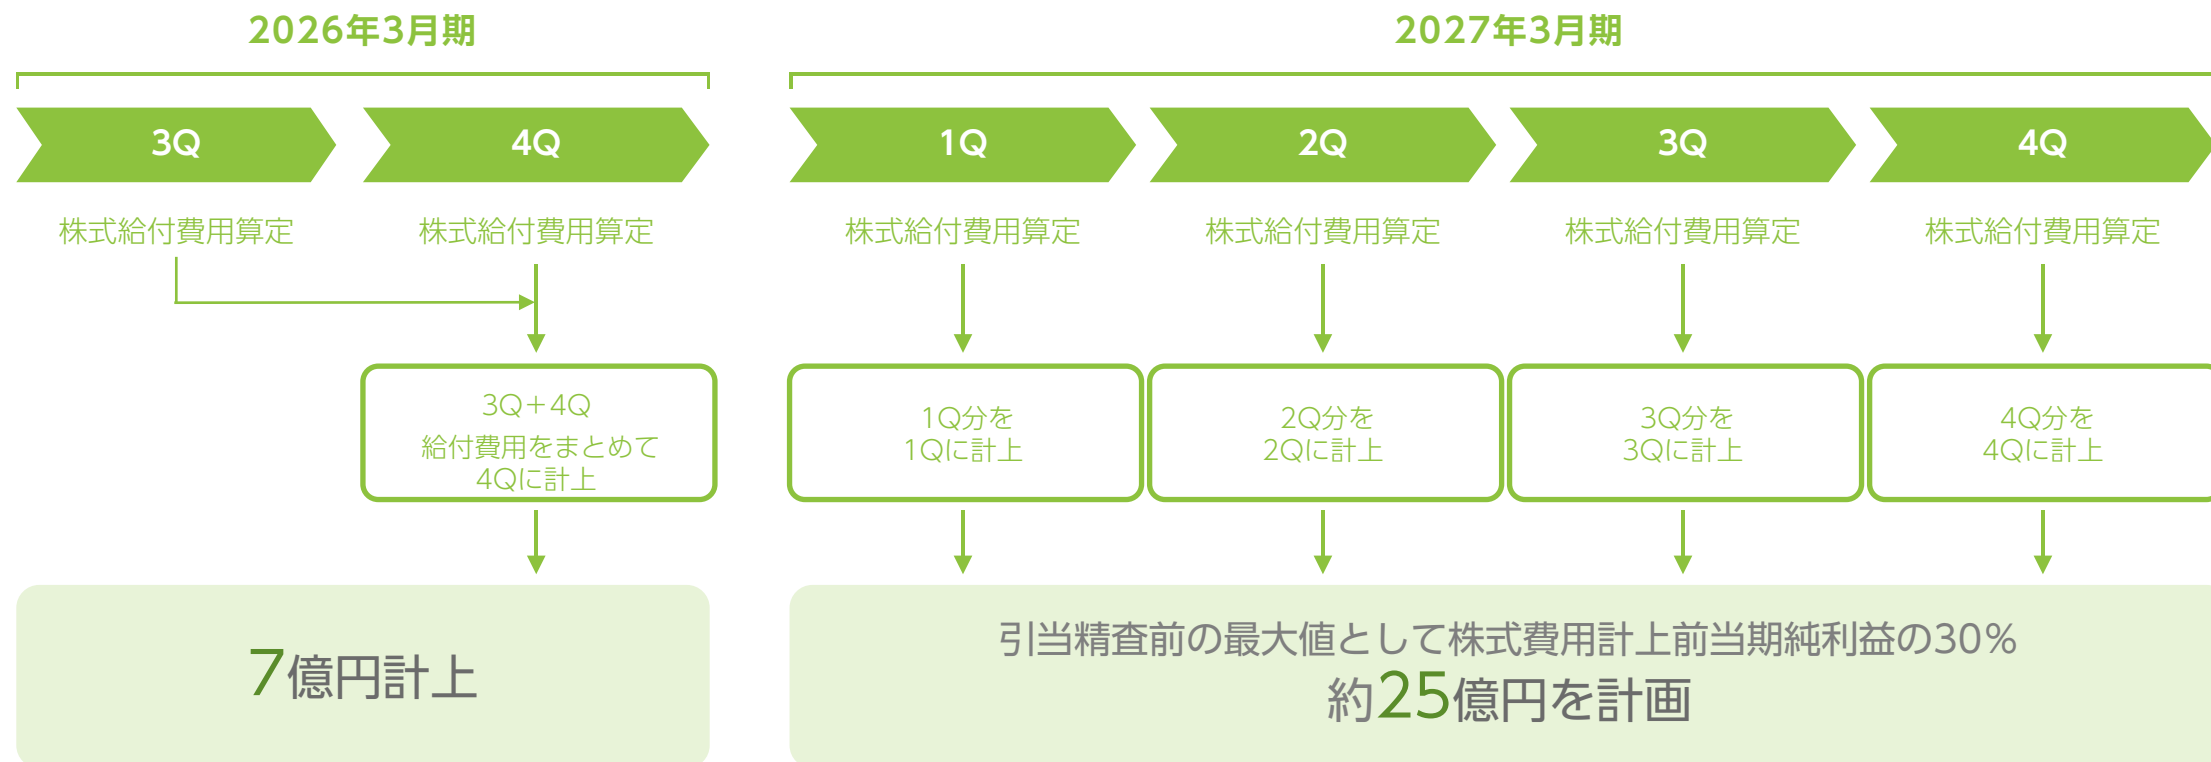 2026年3月期
2027年3月期
3Q
4Q
1Q
2Q
3Q
4Q
株式給付費用算定
株式給付費用算定
株式給付費用算定
株式給付費用算定
株式給付費用算定
株式給付費用算定
3Q+4Q
給付費用をまとめて
4Qに計上
1Q分を
1Qに計上
2Q分を
2Qに計上
3Q分を
3Qに計上
4Q分を
4Qに計上
7億円計上
引当精査前の最大値として株式費用計上前当期純利益の30%
約25億円を計画